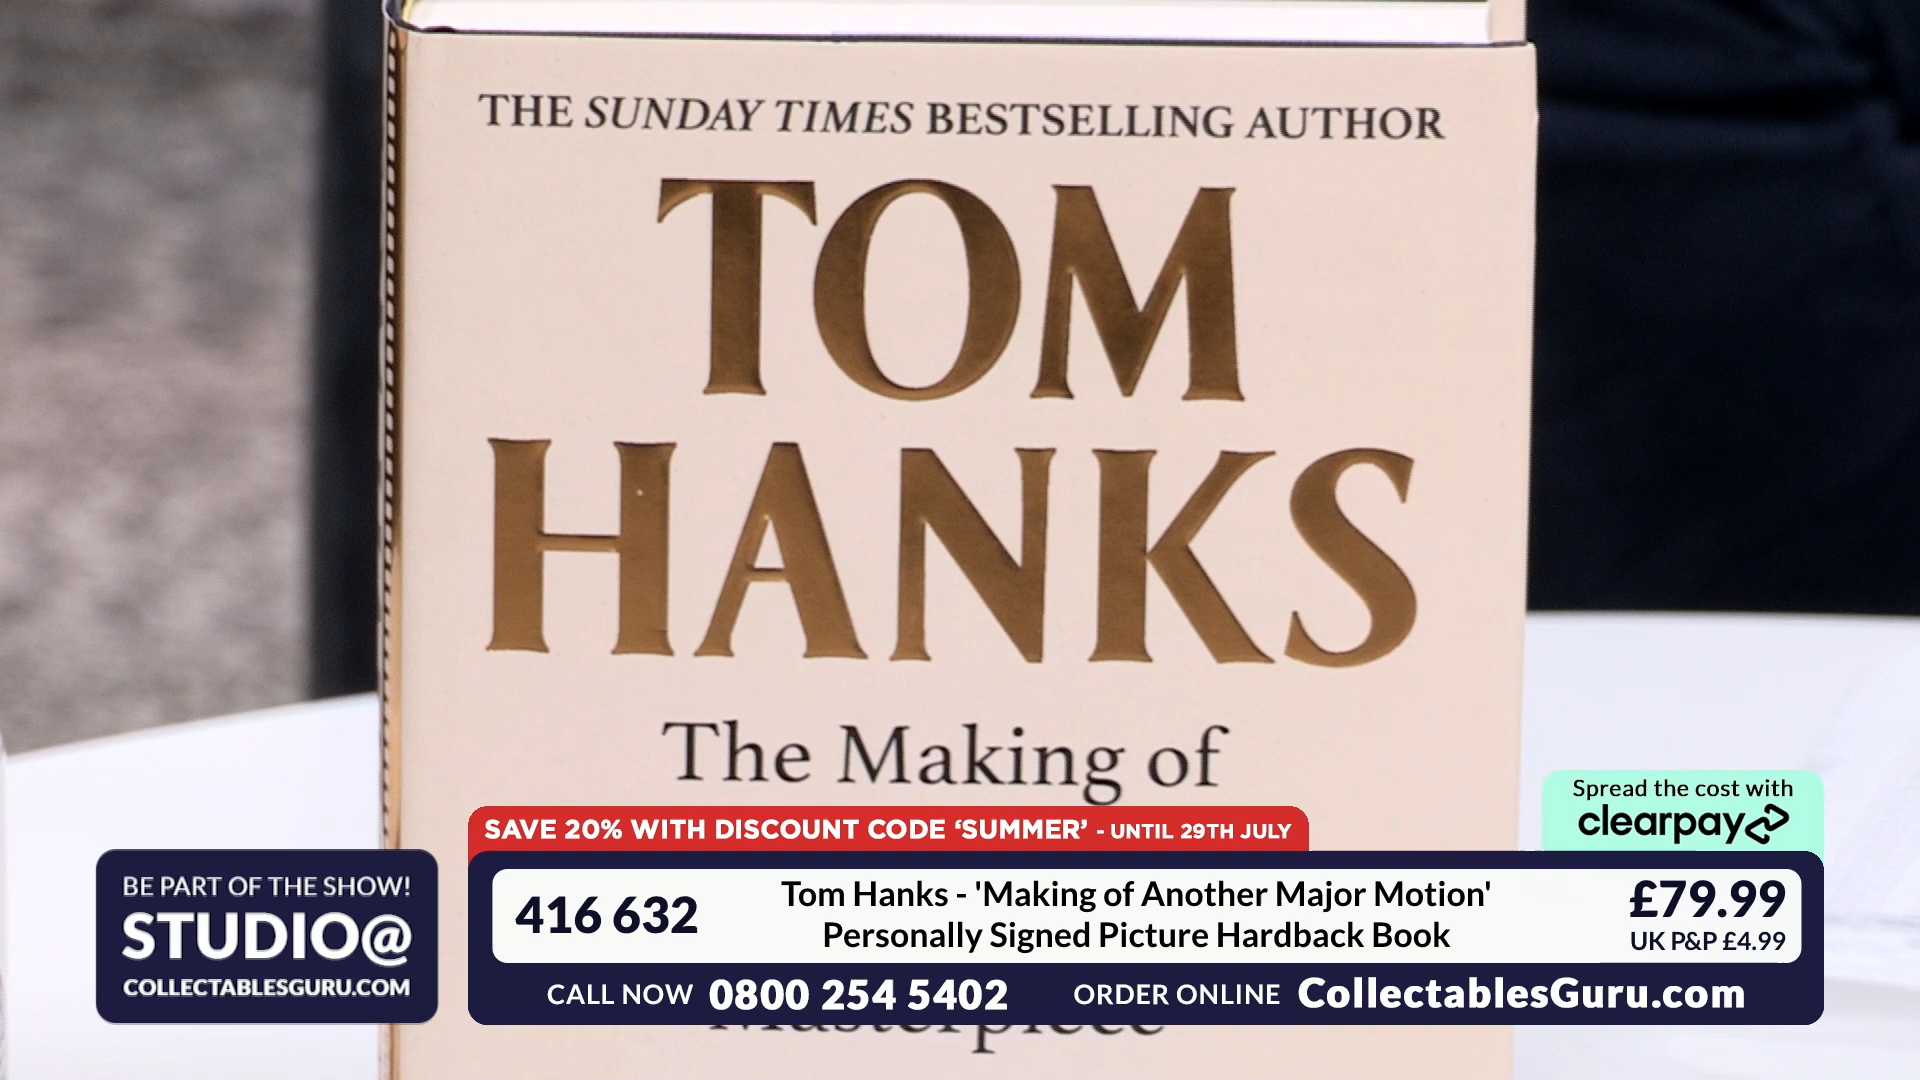 THE SUNDAY TIMES BESTSELLING AUTHOR
TOM
HANKS
The Making of
Masterpiece
SAVE 20% WITH DISCOUNT CODE ‘SUMMER’ - UNTIL 29TH JULY
Spread the cost with
clearpay
BE PART OF THE SHOW!
STUDIO@
COLLECTABLESGURU.COM
416 632
Tom Hanks - 'Making of Another Major Motion'
Personally Signed Picture Hardback Book
£79.99
UK P&P £4.99
CALL NOW 0800 254 5402 ORDER ONLINE CollectablesGuru.com